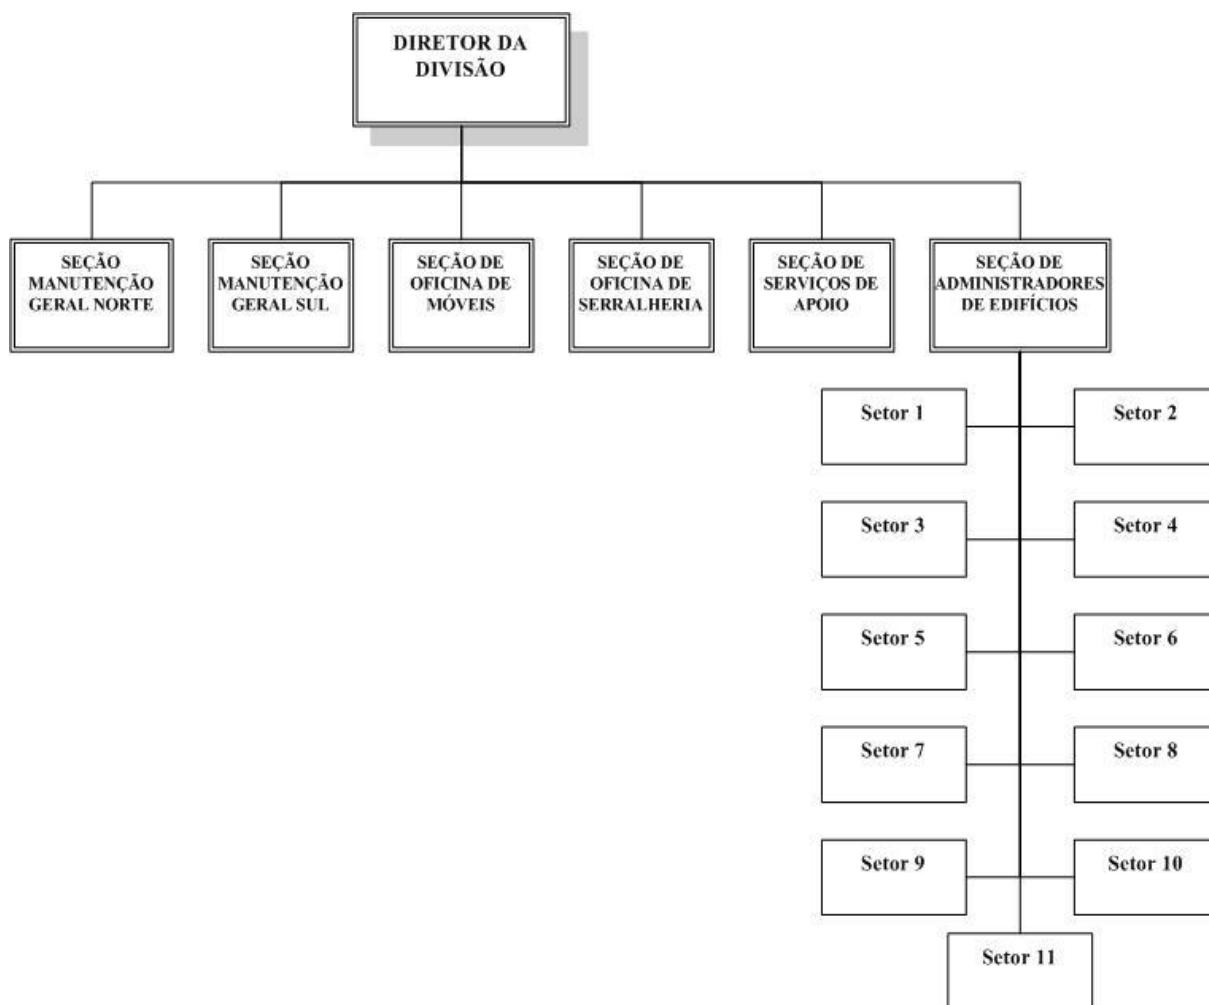 DIRETOR DA
DIVISÃO
SEÇÃO
MANUTENÇÃO
GERAL NORTE
SEÇÃO
MANUTENÇÃO
GERAL SUL
SEÇÃO DE
OFICINA DE
MÓVEIS
SEÇÃO DE
OFICINA DE
SERRALHERIA
SEÇÃO DE
SERVIÇOS DE
APOIO
SEÇÃO DE
ADMINISTRADORES
DE EDIFÍCIOS
Setor 1
Setor 2
Setor 3
Setor 4
Setor 5
Setor 6
Setor 7
Setor 8
Setor 9
Setor 10
Setor 11